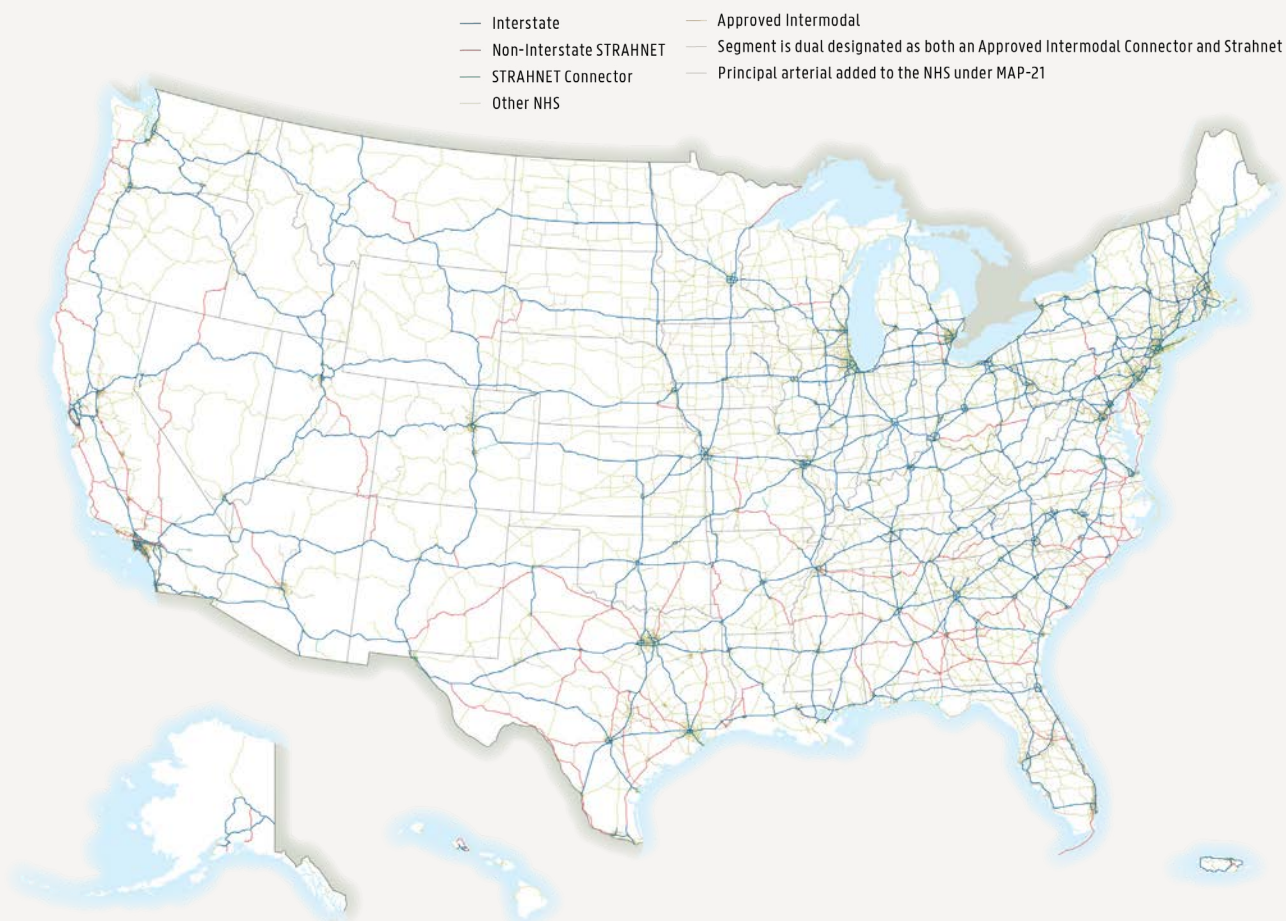 Interstate
Non-Interstate STRAHNET
STRAHNET Connector
Other NHS
Approved Intermodal
Segment is dual designated as both an Approved Intermodal Connector and Strahnet
Principal arterial added to the NHS under MAP-21